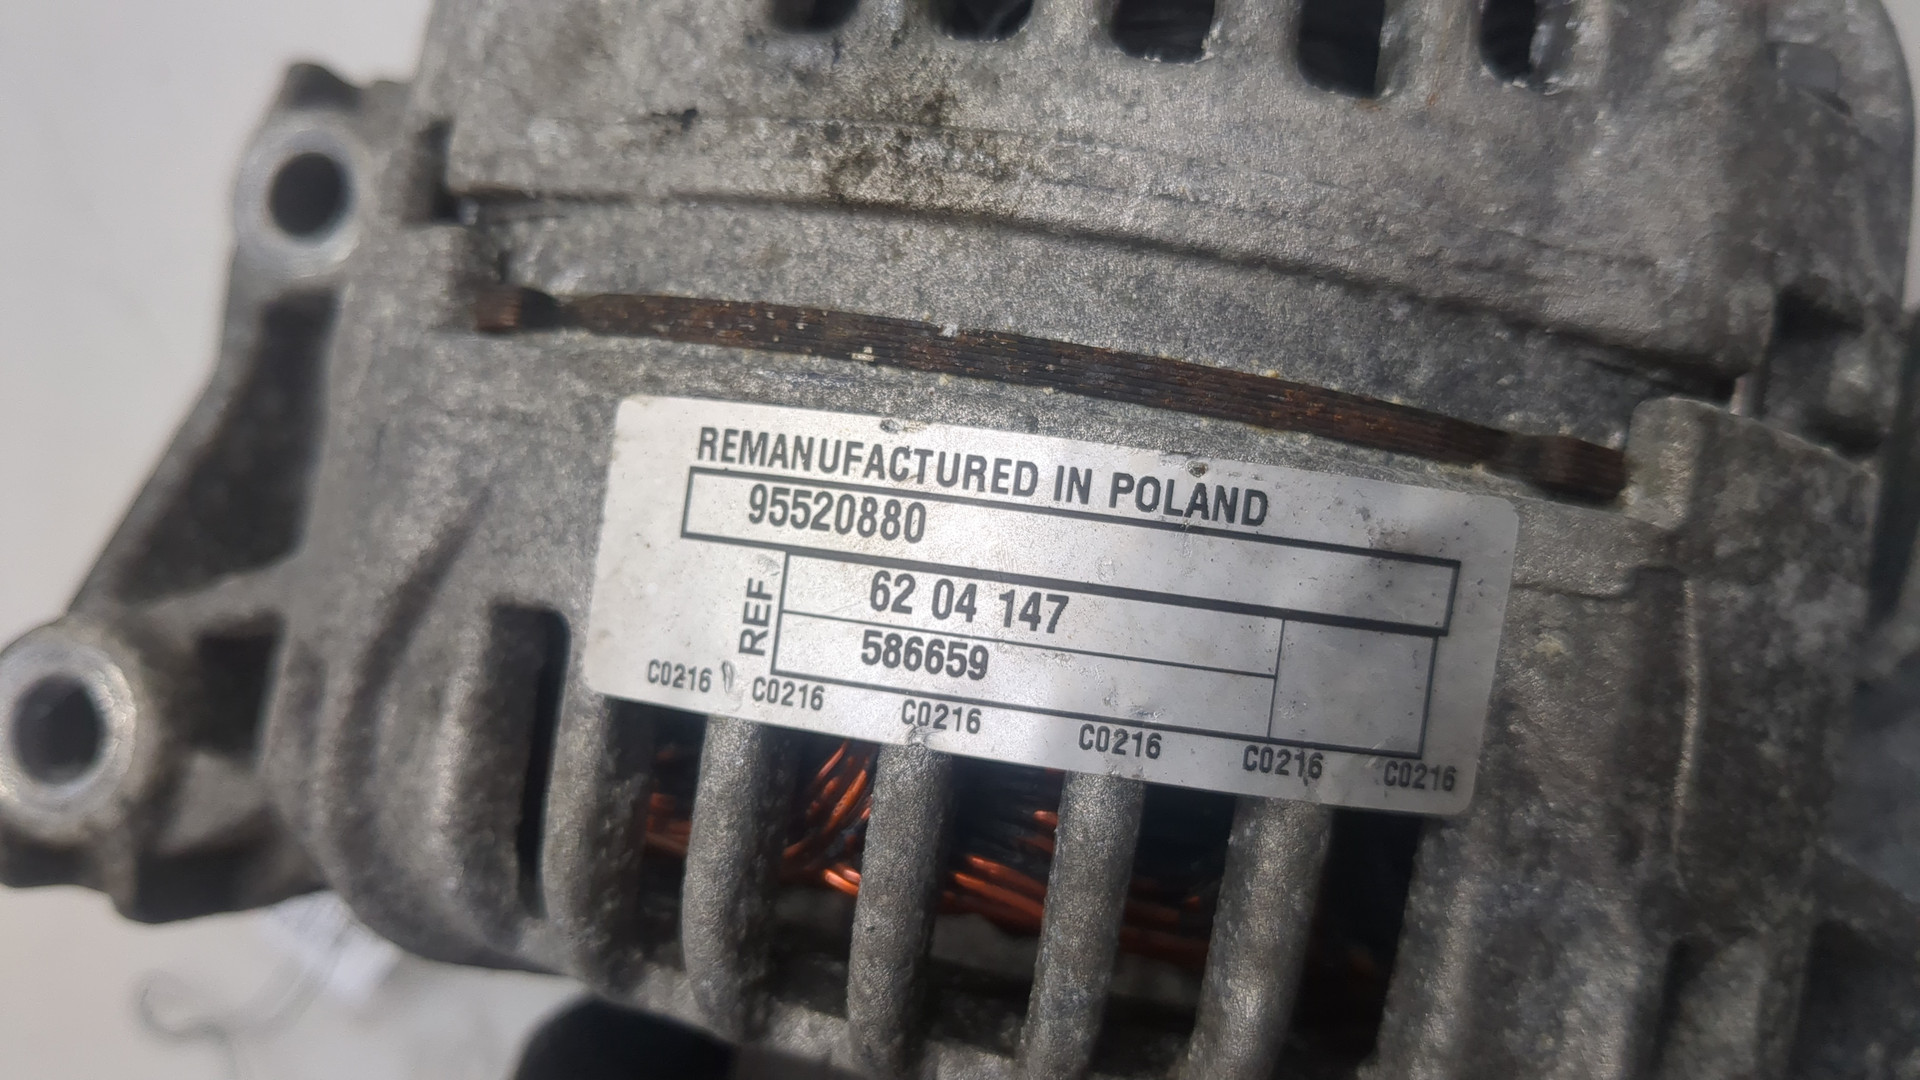 REMANUFACTURED IN POLAND
95520880
REF
62 04 147
586659
C0216 C0216 C0216 C0216 C0216 C0216